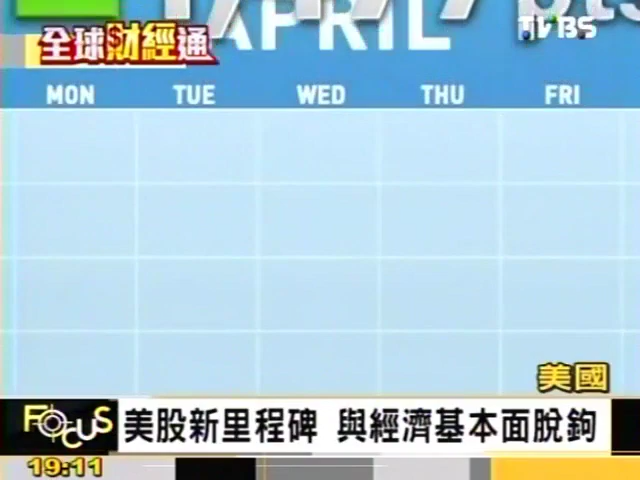 TVBS
全球財經通
APRIL
MON TUE WED THU FRI
美國
FOCUS 美股新里程碑 與經濟基本面脫鉤
19:11